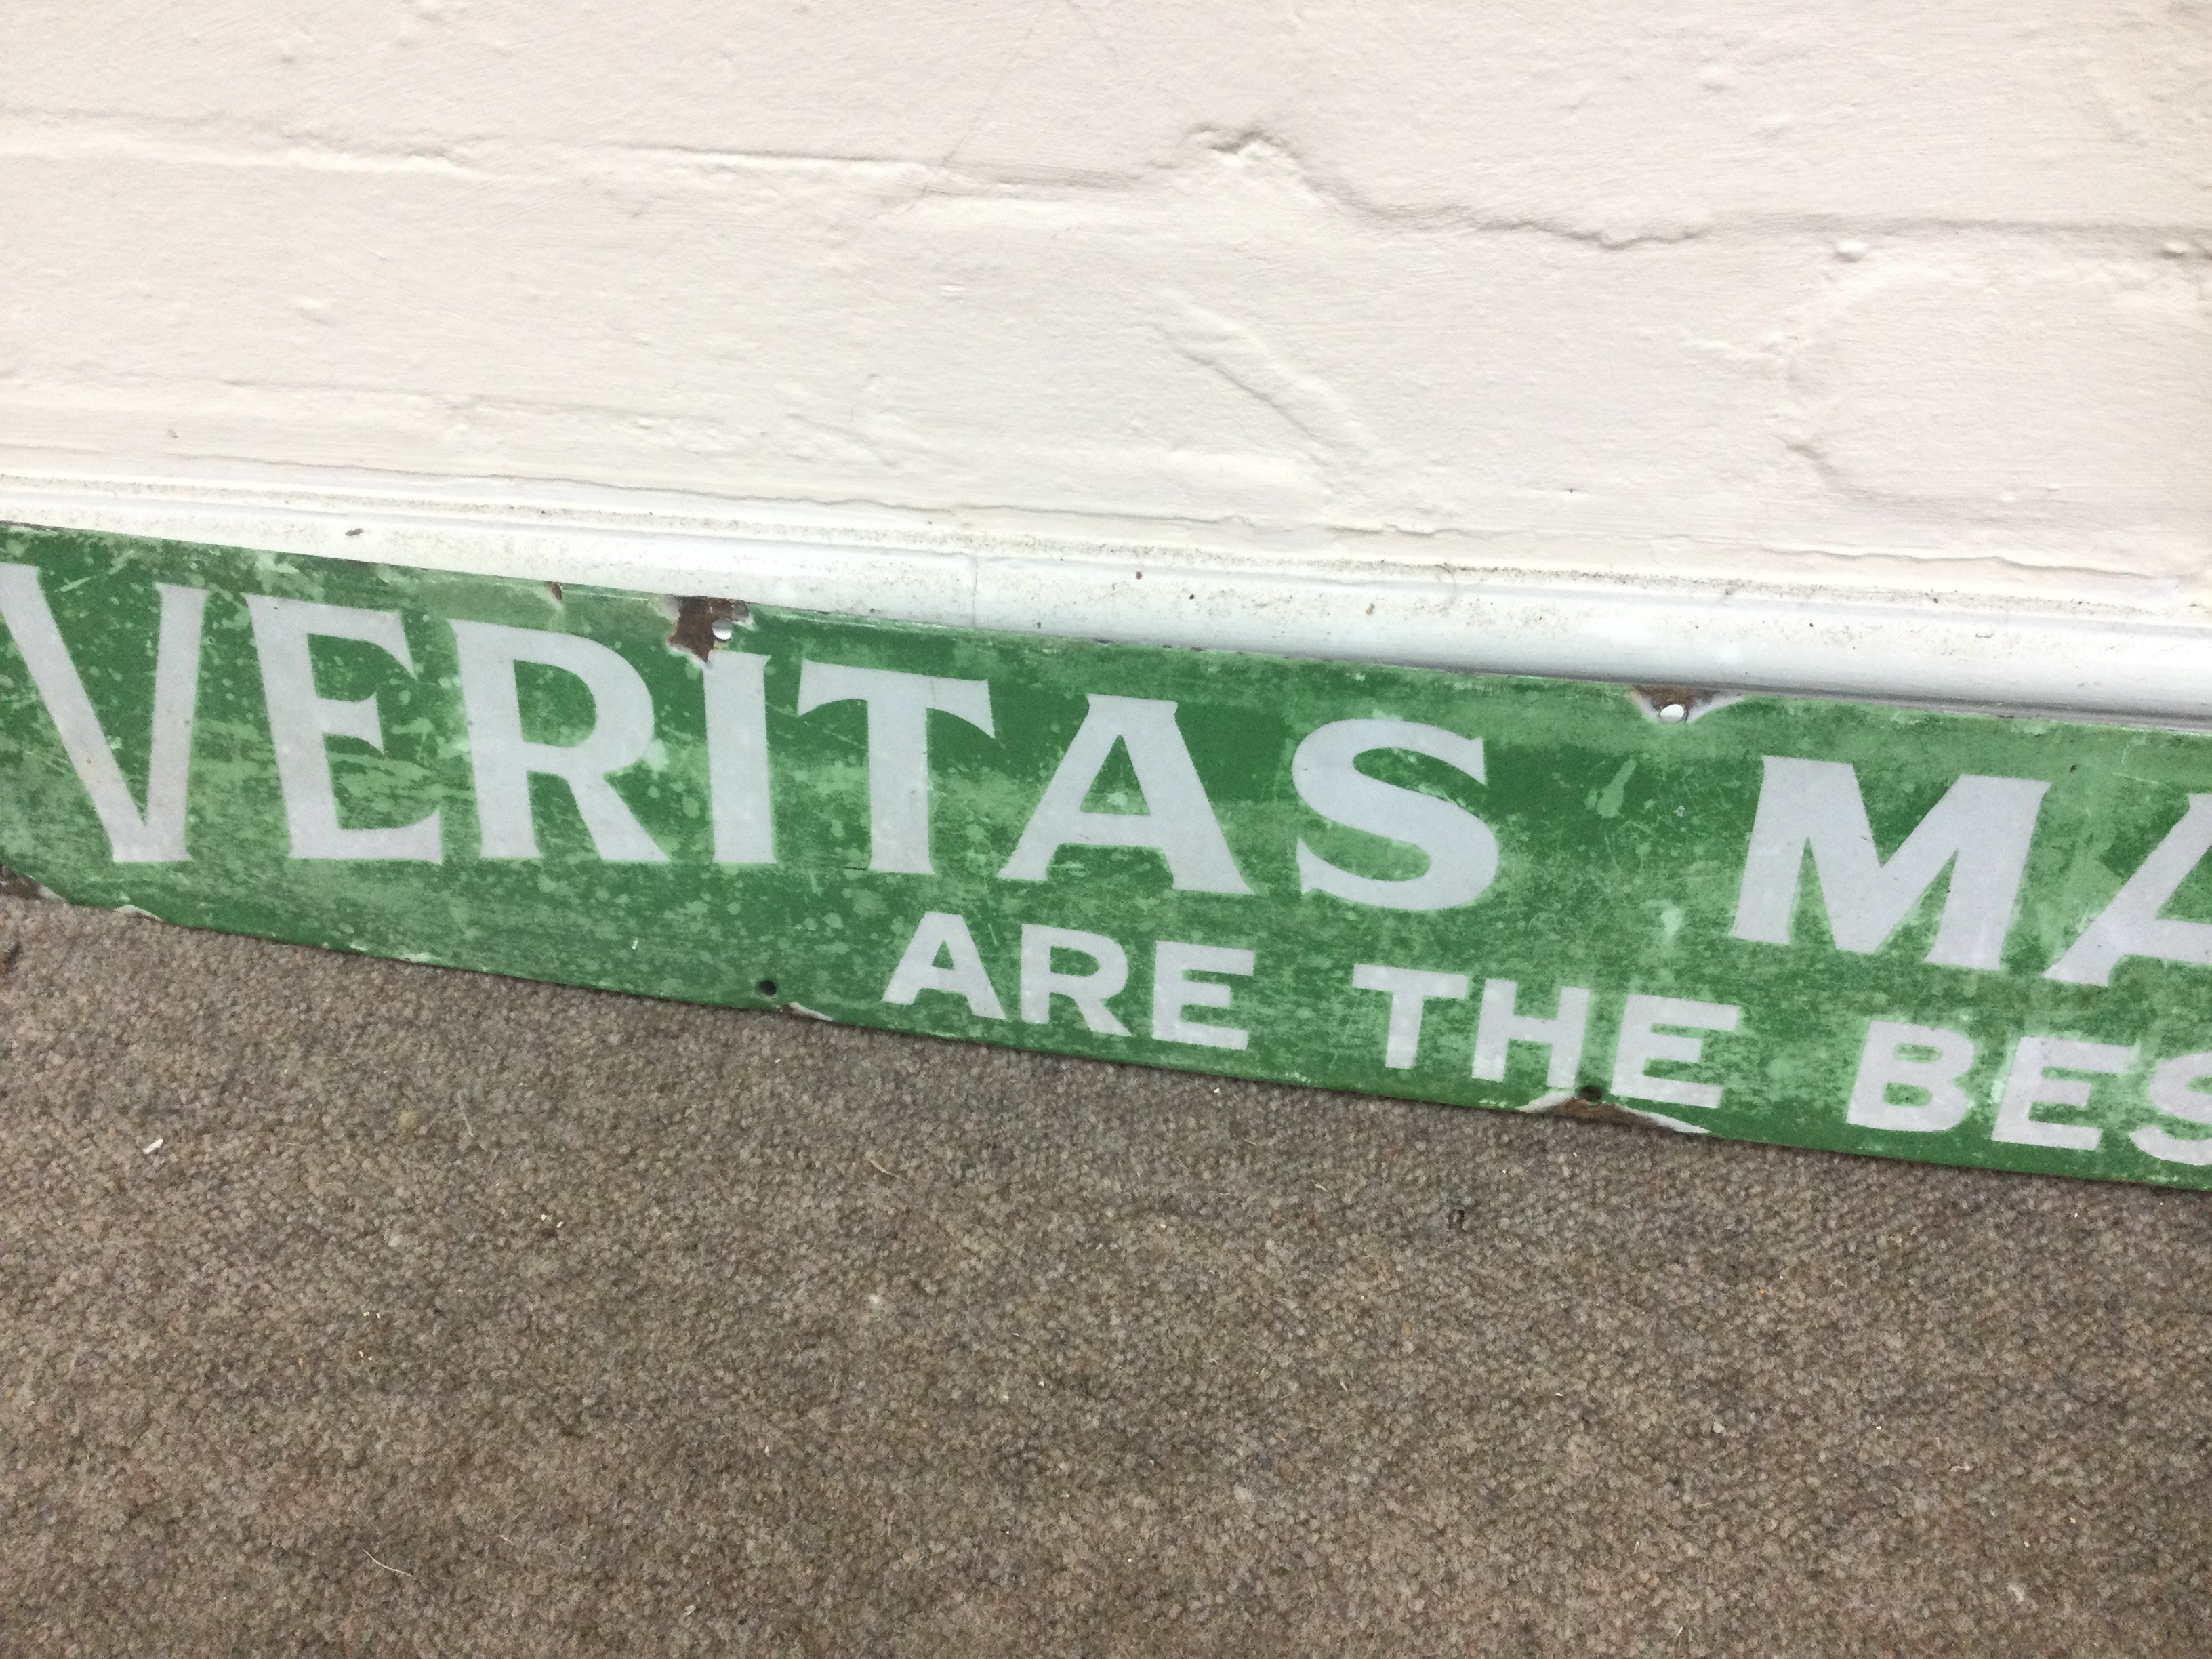 VERITAS MA
ARE THE BES